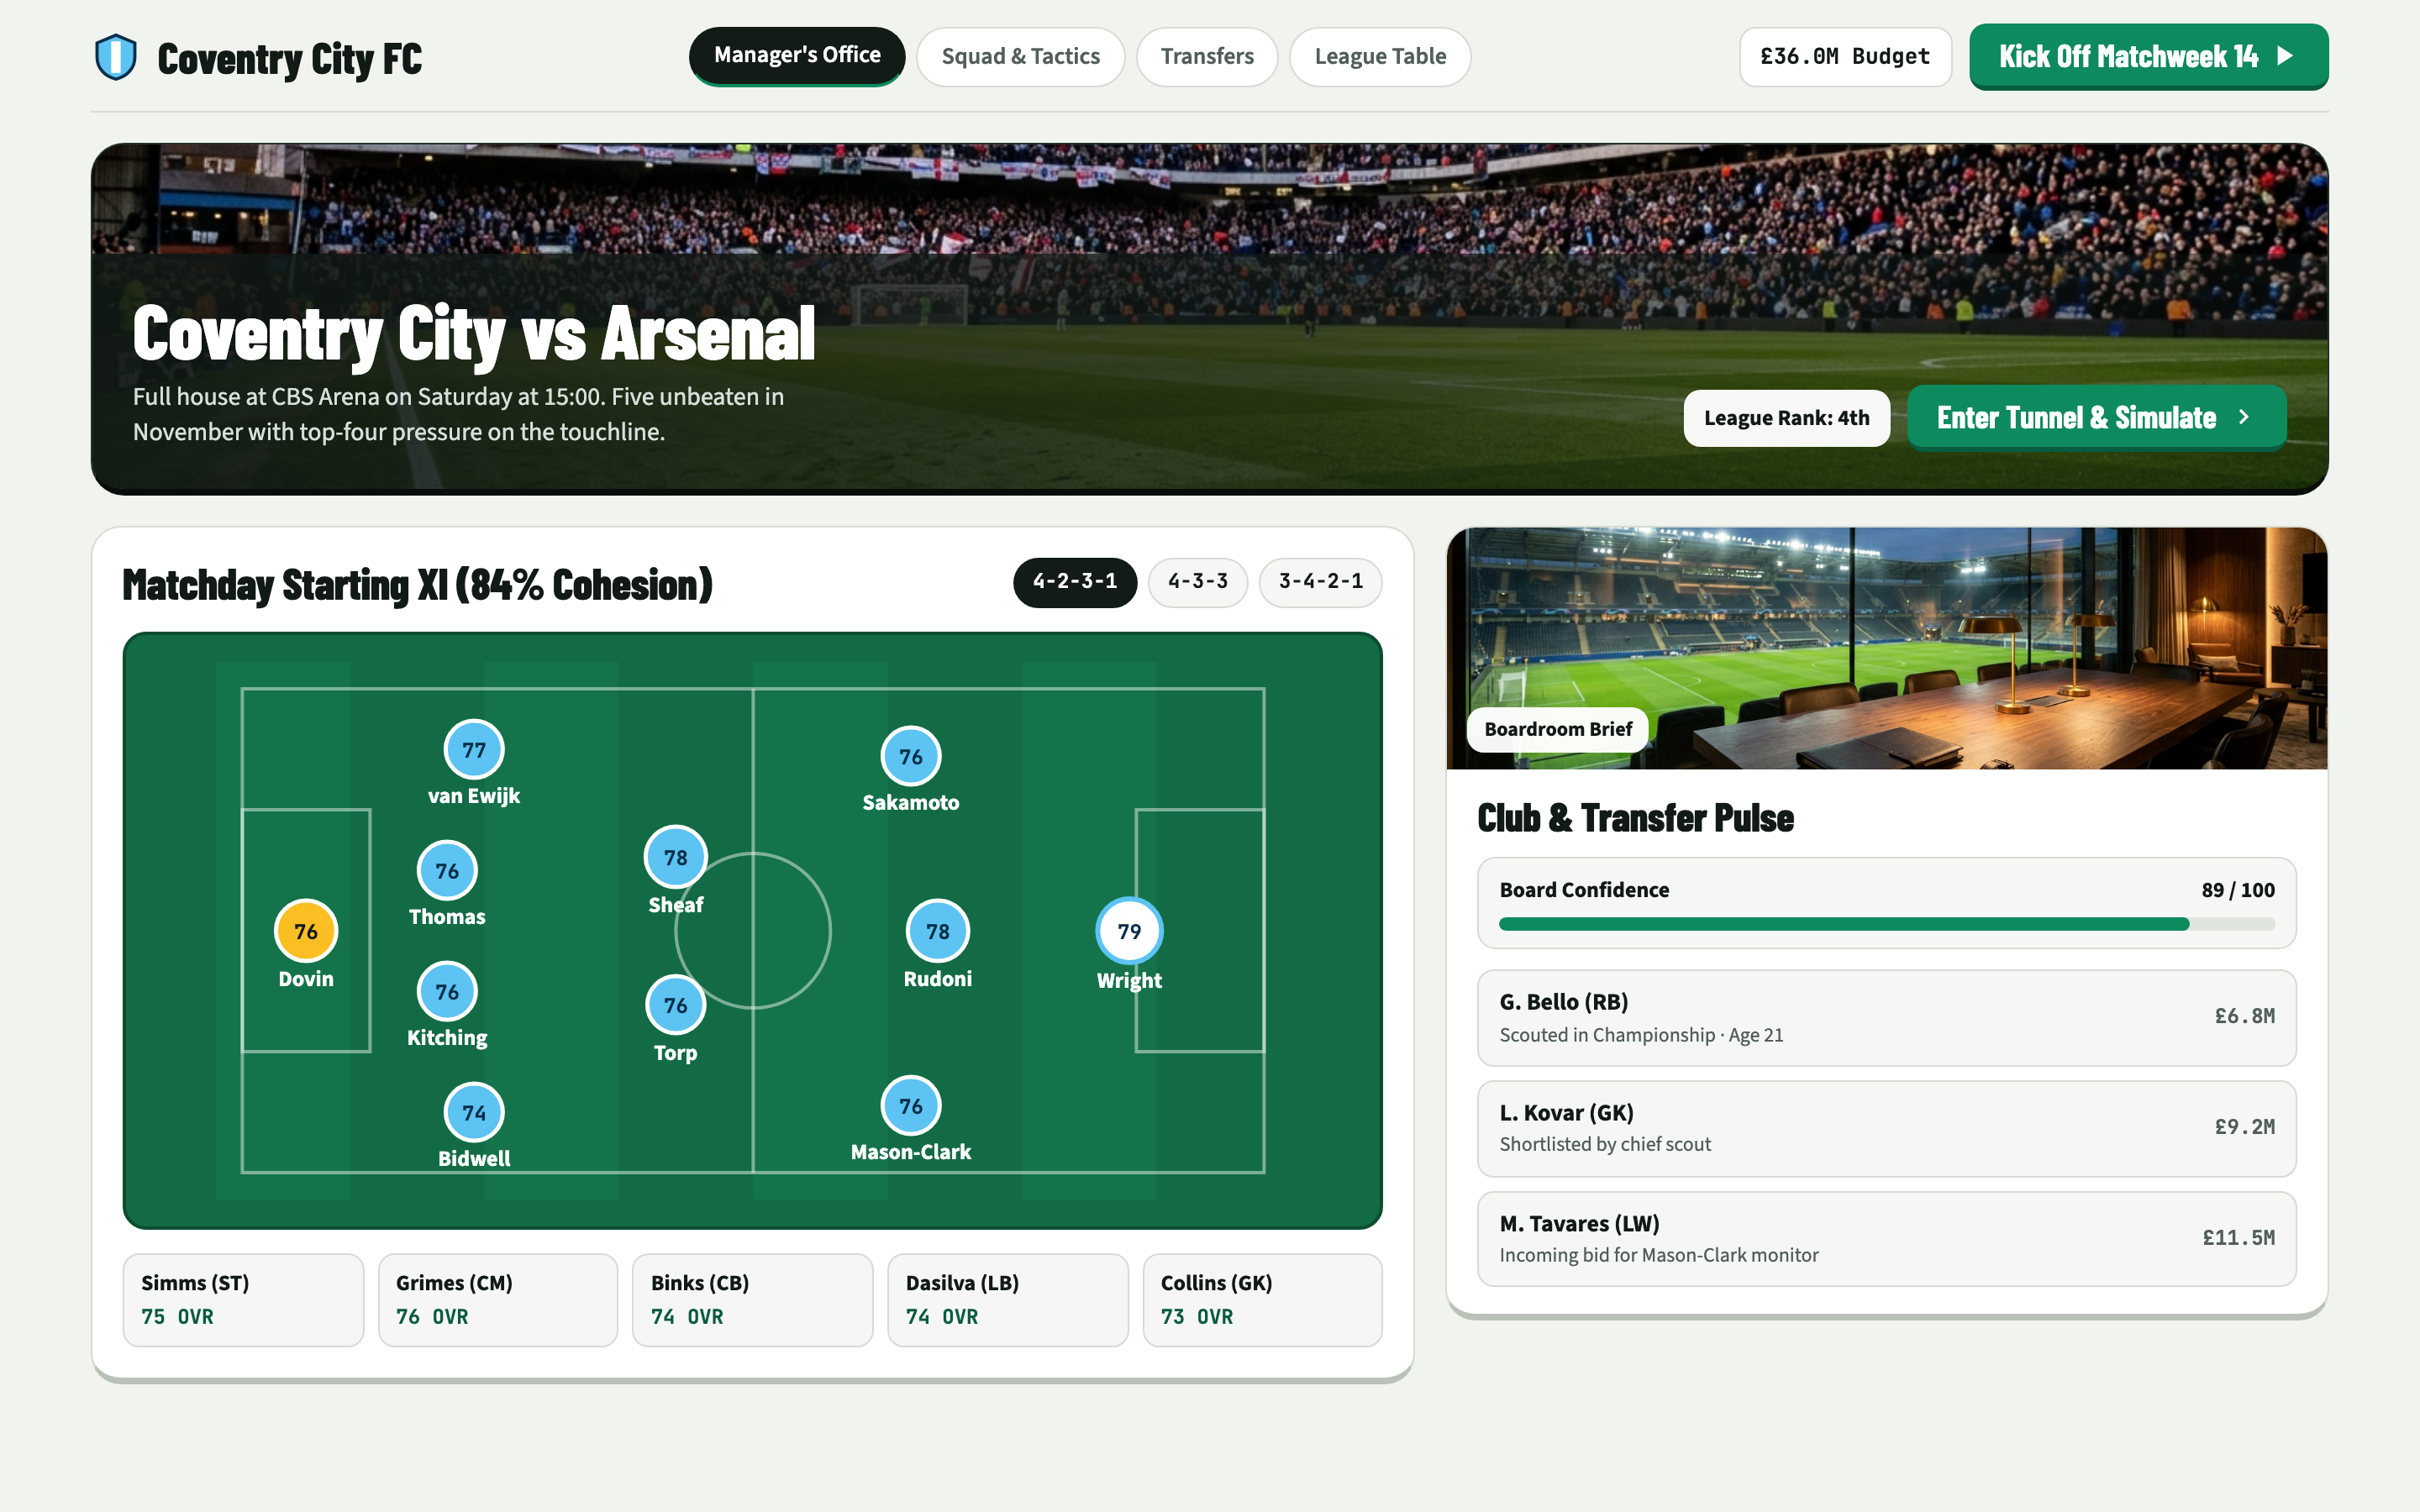 Coventry City FC
Manager's Office
Squad & Tactics
Transfers
League Table
£36.0M Budget
Kick Off Matchweek 14
Coventry City vs Arsenal
Full house at CBS Arena on Saturday at 15:00. Five unbeaten in
November with top-four pressure on the touchline.
League Rank: 4th
Enter Tunnel & Simulate
Matchday Starting XI (84% Cohesion)
4-2-3-1
4-3-3
3-4-2-1
77
van Ewijk
76
Sakamoto
76
Thomas
78
Sheaf
76
Dovin
78
Rudoni
79
Wright
76
Kitching
76
Torp
74
Bidwell
76
Mason-Clark
Simms (ST)
75 OVR
Grimes (CM)
76 OVR
Binks (CB)
74 OVR
Dasilva (LB)
74 OVR
Collins (GK)
73 OVR
Boardroom Brief
Club & Transfer Pulse
Board Confidence
89 / 100
G. Bello (RB)
Scouted in Championship · Age 21
£6.8M
L. Kovar (GK)
Shortlisted by chief scout
£9.2M
M. Tavares (LW)
Incoming bid for Mason-Clark monitor
£11.5M